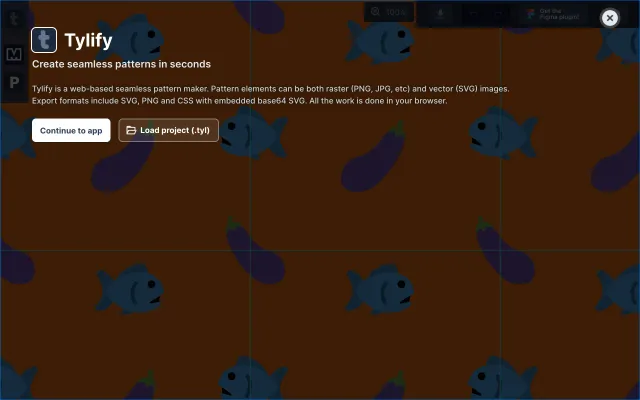 t
100%
Get the
Figma plugin!
t Tylify
M
Create seamless patterns in seconds
P
Tylify is a web-based seamless pattern maker. Pattern elements can be both raster (PNG, JPG, etc) and vector (SVG) images.
Export formats include SVG, PNG and CSS with embedded base64 SVG. All the work is done in your browser.
Continue to app
Load project (.tyl)